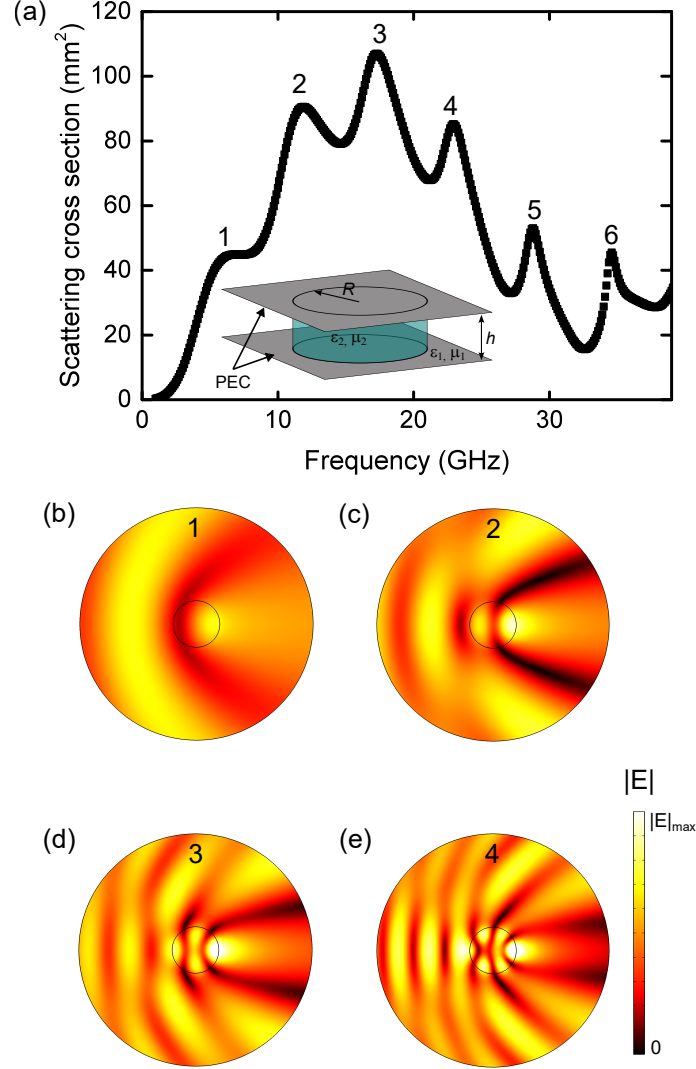 (a)
Scattering cross section (mm²)
120
100
80
60
40
20
0
1
2
3
4
5
6
R
ε₂, μ₂
ε₁, μ₁
h
PEC
0
10
20
30
Frequency (GHz)
(b)
1
(c)
2
(d)
3
(e)
4
|E|
|E|max
0